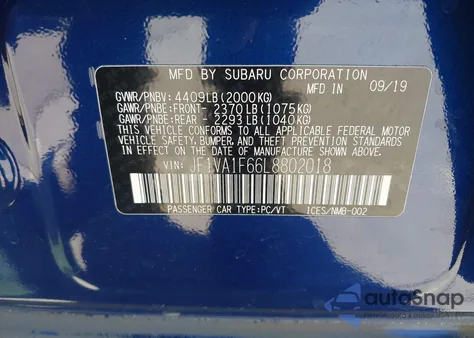 MFD BY SUBARU CORPORATION
MFD IN 09/19
GVWR/PNBV: 4409LB(2000KG)
GAWR/PNBE:FRONT- 2370LB(1075KG)
GAWR/PNBE:REAR - 2293LB(1040KG)
THIS VEHICLE CONFORMS TO ALL APPLICABLE FEDERAL MOTOR
VEHICLE SAFETY, BUMPER, AND THEFT PREVENTION STANDARDS
IN EFFECT ON THE DATE OF MANUFACTURE SHOWN ABOVE.
VIN: JF1VA1F66L8802018
PASSENGER CAR TYPE:PC/VT ICES/NMB-002
autoSnap